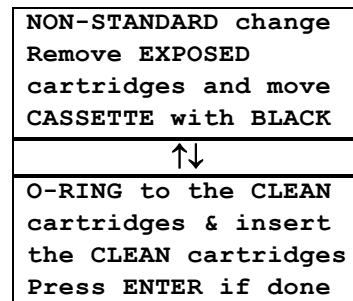 NON-STANDARD change
Remove EXPOSED
cartridges and move
CASSETTE with BLACK
↑↓
O-RING to the CLEAN
cartridges & insert
the CLEAN cartridges
Press ENTER if done